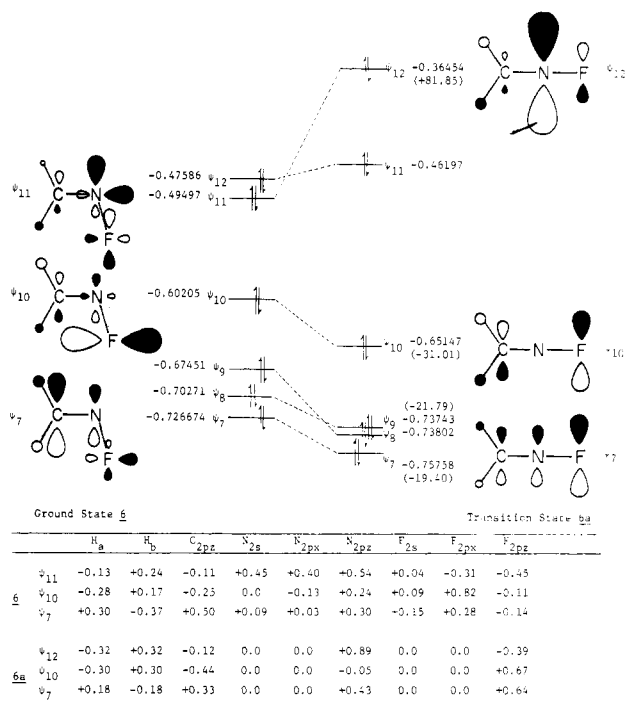 ψ12 -0.36454
(+81.85)
C N F ψ12
ψ11 -0.46197
-0.47586 ψ12
-0.49497 ψ11
ψ11 C N
F
ψ10 C N
F
-0.60205 ψ10
ψ10 -0.65147
(-31.01)
C N F ψ10
-0.67451 ψ9
-0.70271 ψ8
-0.726674 ψ7
(-21.79)
ψ9 -0.73743
ψ8 -0.73802
ψ7 -0.75758
(-19.40)
ψ7 C N
F
C N F ψ7
Ground State 6
Transition State 6a
Ha Hb C2pz N2s N2px N2pz F2s F2px F2pz
ψ11 -0.13 +0.24 -0.11 +0.45 +0.40 +0.54 +0.04 -0.31 -0.45
6 ψ10 -0.28 +0.17 -0.25 0.0 -0.13 +0.24 +0.09 +0.82 -0.11
ψ7 +0.30 -0.37 +0.50 +0.09 +0.03 +0.30 -0.15 +0.28 -0.14
ψ12 -0.32 +0.32 -0.12 0.0 0.0 +0.89 0.0 0.0 -0.39
6a ψ10 -0.30 +0.30 -0.44 0.0 0.0 -0.05 0.0 0.0 +0.67
ψ7 +0.18 -0.18 +0.33 0.0 0.0 +0.43 0.0 0.0 +0.64